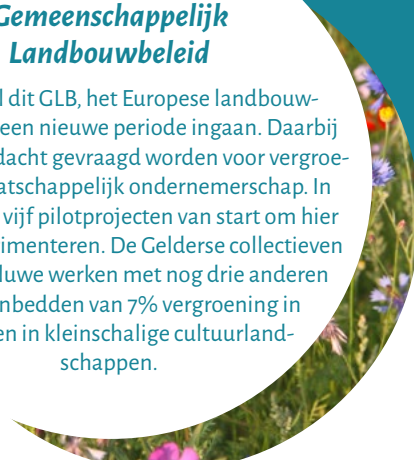 Gemeenschappelijk
Landbouwbeleid
dit GLB, het Europese landbouw-
een nieuwe periode ingaan. Daarbij
dacht gevraagd worden voor vergroe-
atschappelijk ondernemerschap. In
vijf pilotprojecten van start om hier
imenteren. De Gelderse collectieven
luwe werken met nog drie anderen
nbedden van 7% vergroening in
en in kleinschalige cultuurland-
schappen.